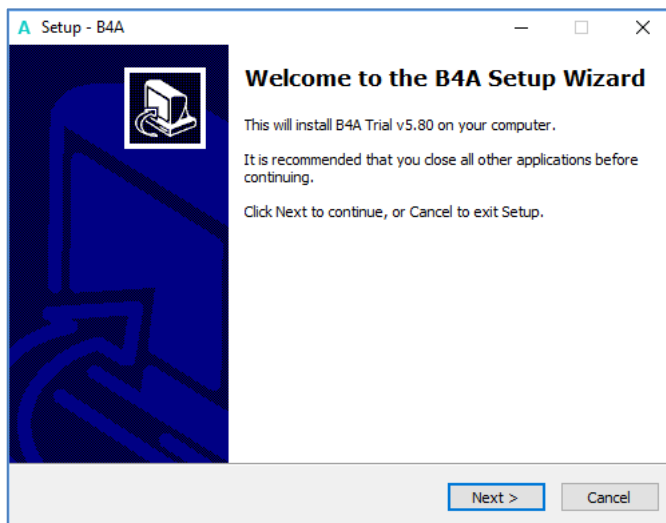 A Setup - B4A
Welcome to the B4A Setup Wizard
This will install B4A Trial v5.80 on your computer.
It is recommended that you close all other applications before
continuing.
Click Next to continue, or Cancel to exit Setup.
Next >
Cancel